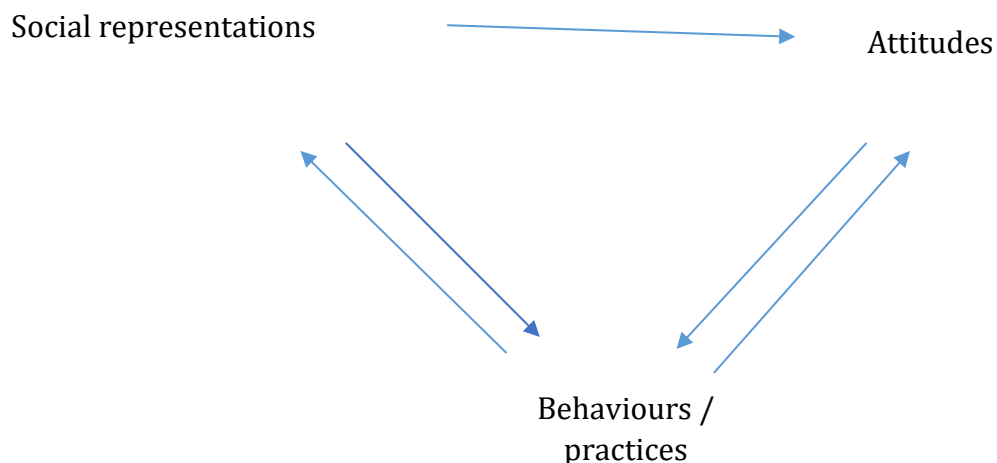 Social representations
Attitudes
Behaviours /
practices